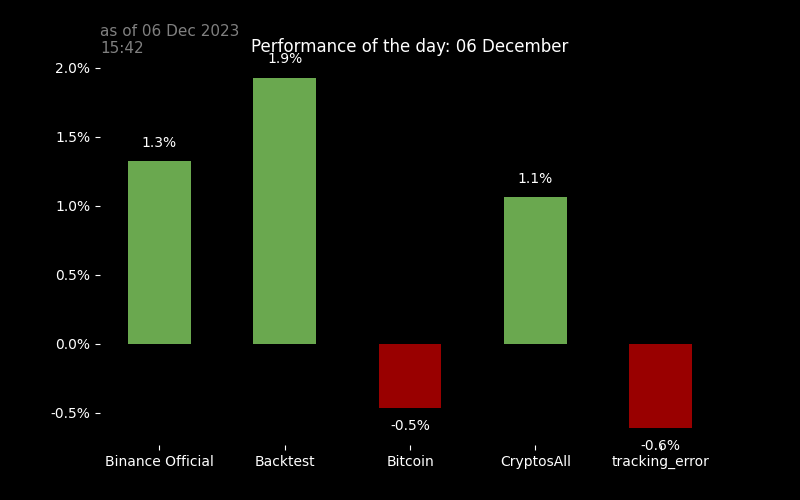 as of 06 Dec 2023
15:42
Performance of the day: 06 December
2.0%
1.5%
1.0%
0.5%
0.0%
-0.5%
1.3%
1.9%
-0.5%
1.1%
-0.6%
Binance Official
Backtest
Bitcoin
CryptosAll
tracking_error